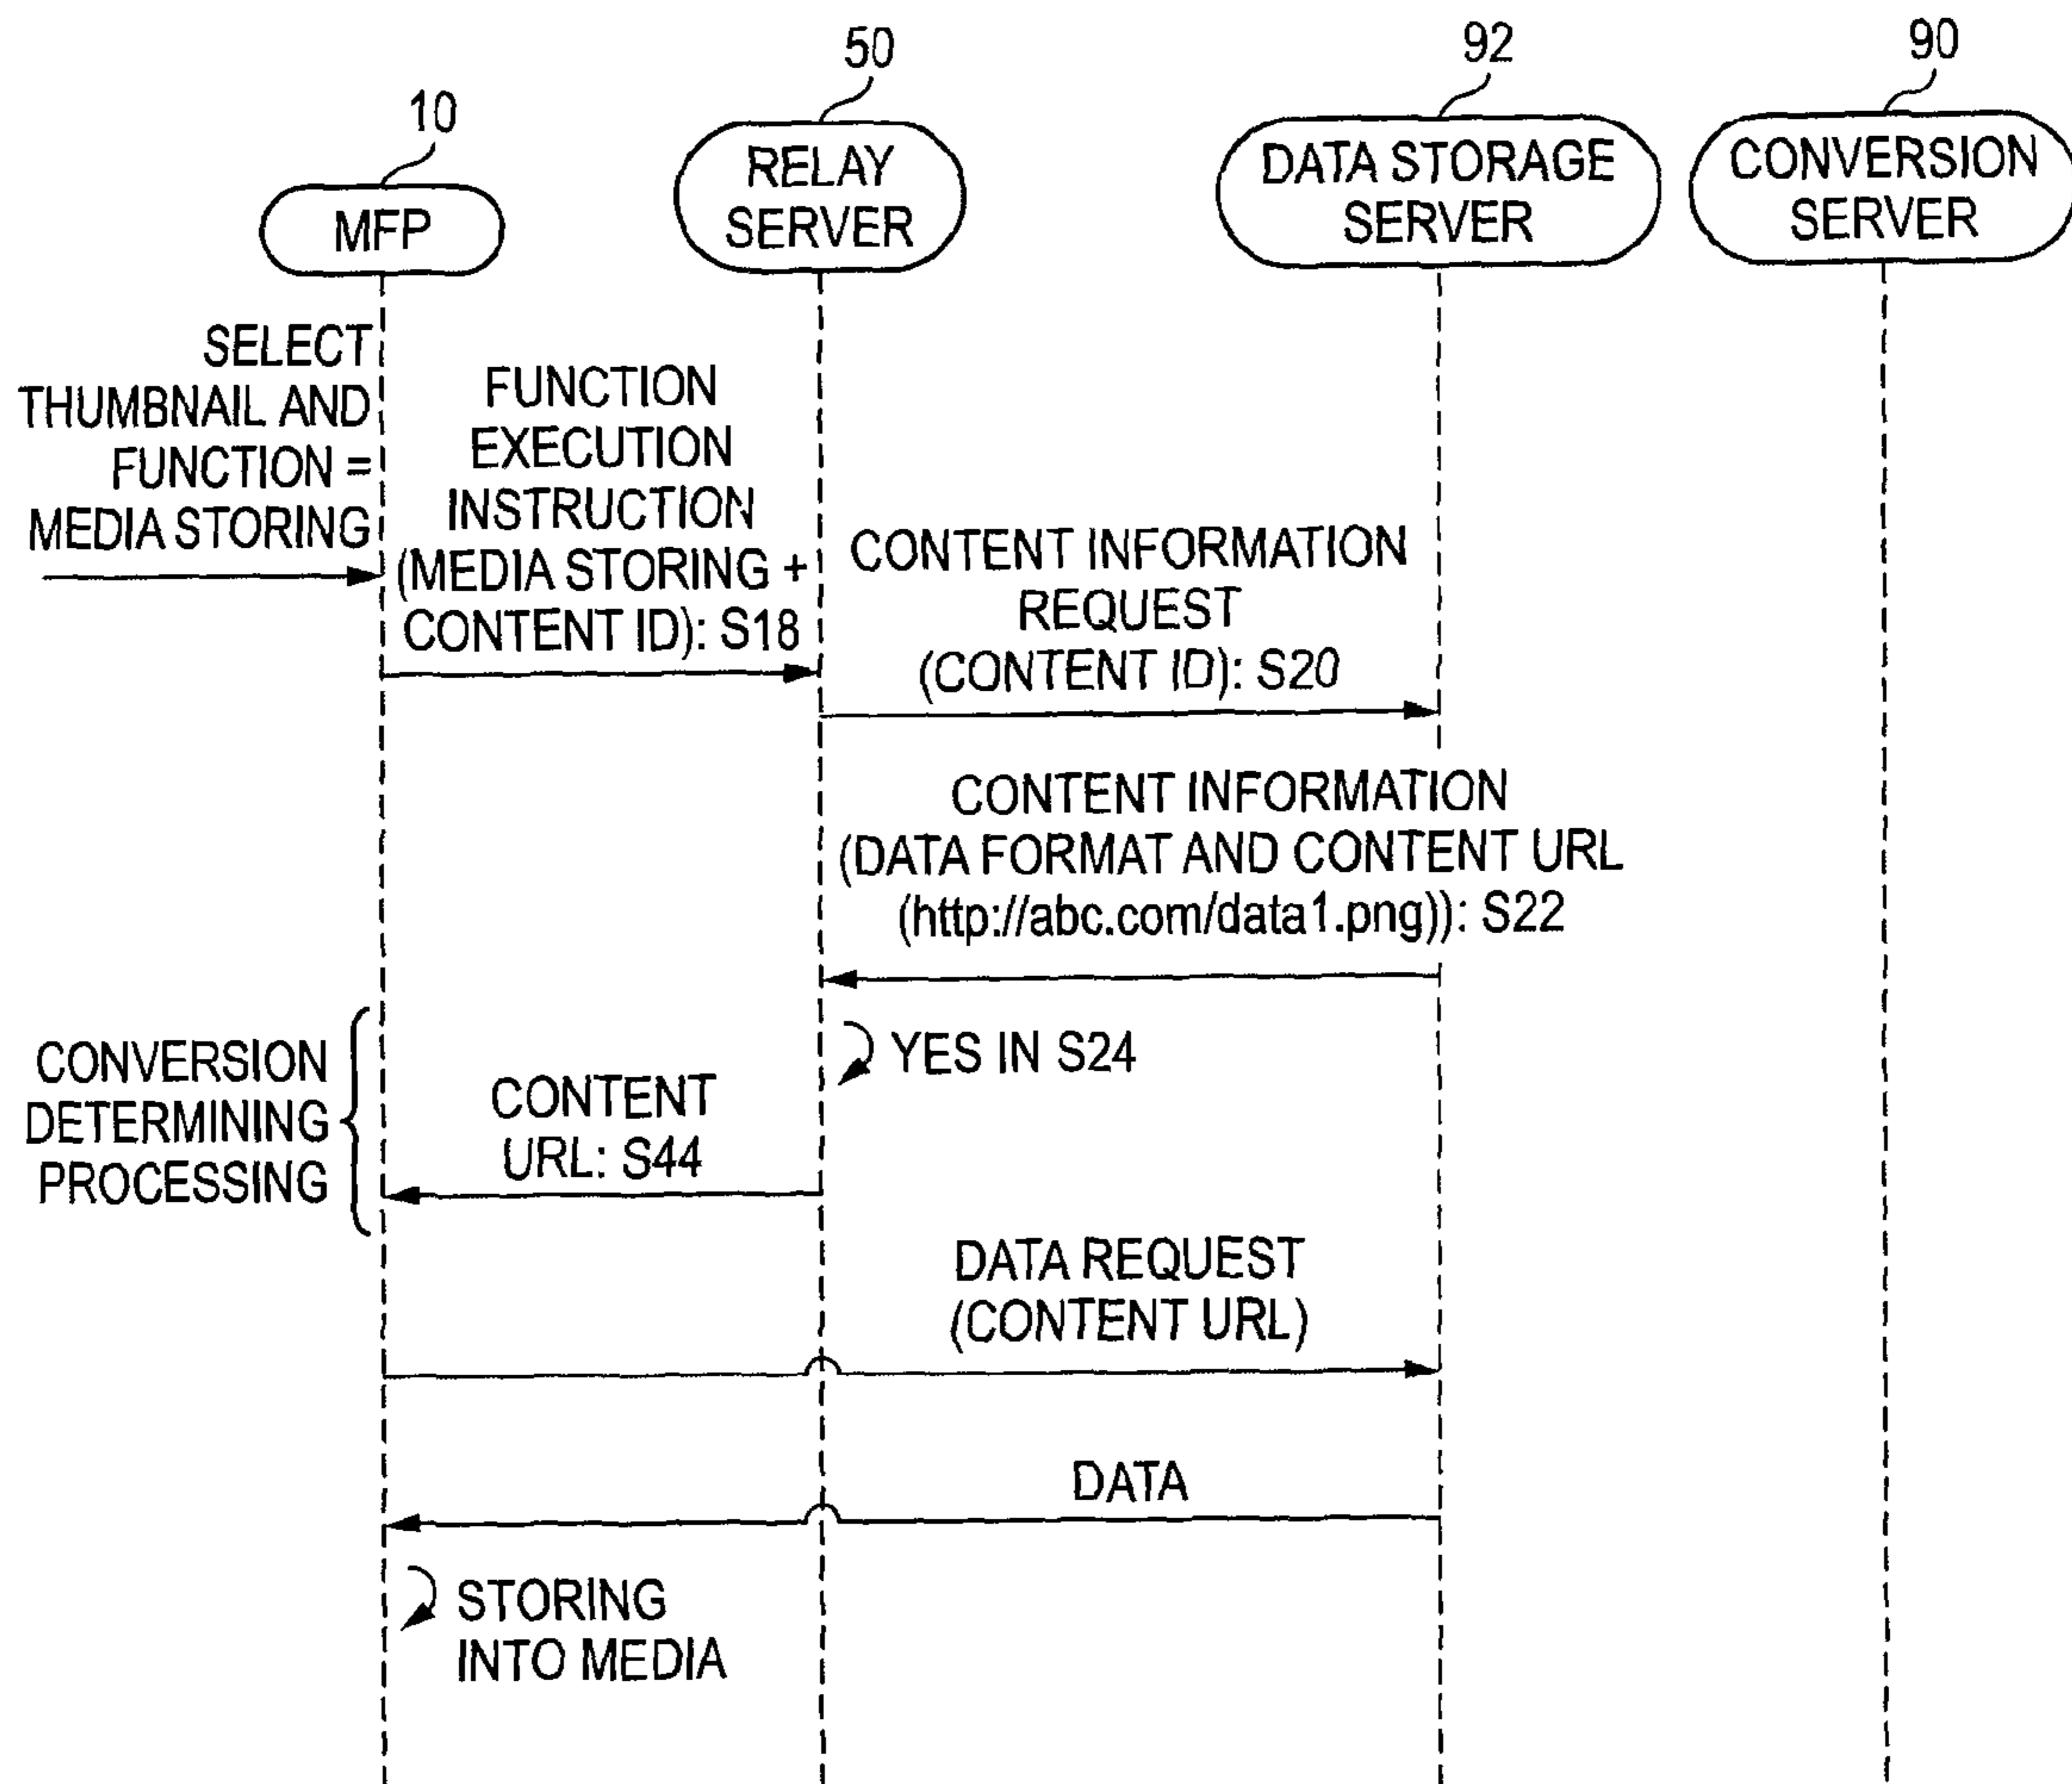 10
50
92
90
MFP
RELAY
SERVER
DATA STORAGE
SERVER
CONVERSION
SERVER
SELECT
THUMBNAIL AND
FUNCTION =
MEDIA STORING
FUNCTION
EXECUTION
INSTRUCTION
(MEDIA STORING +
CONTENT ID): S18
CONTENT INFORMATION
REQUEST
(CONTENT ID): S20
CONTENT INFORMATION
(DATA FORMAT AND CONTENT URL
(http://abc.com/data1.png)): S22
YES IN S24
CONVERSION
DETERMINING
PROCESSING
CONTENT
URL: S44
DATA REQUEST
(CONTENT URL)
DATA
STORING
INTO MEDIA